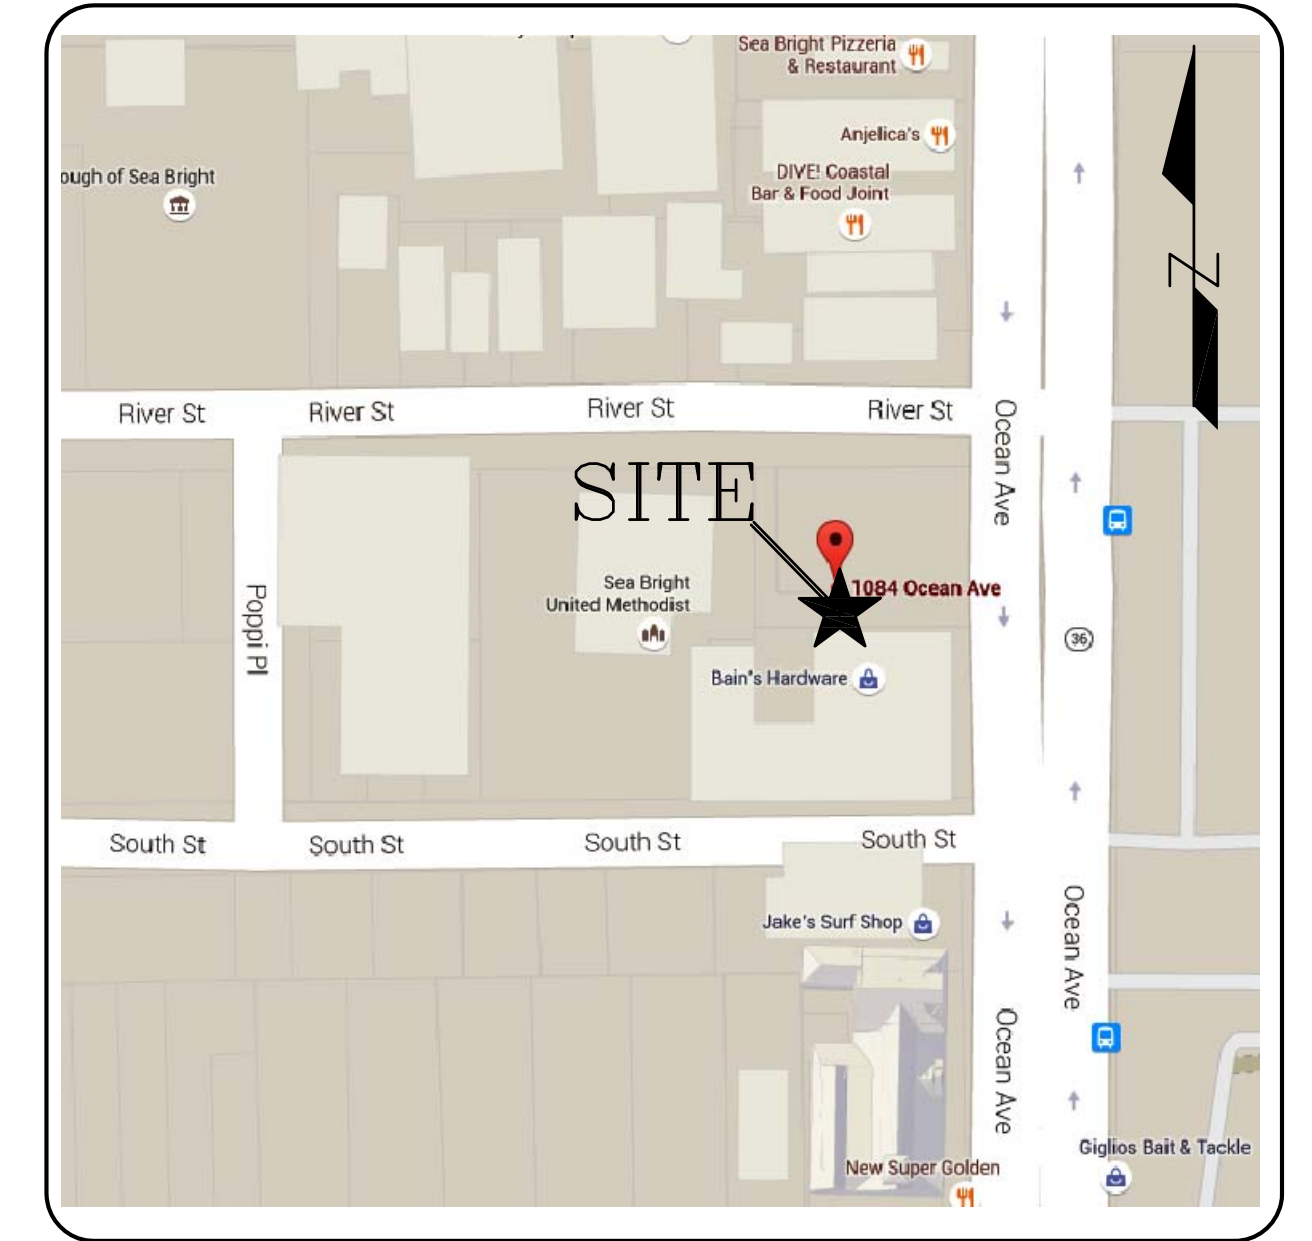 Sea Bright Pizzeria
& Restaurant
Anjelica's
DIVE! Coastal
Bar & Food Joint
ough of Sea Bright
N
River St
River St
River St
River St
Ocean Ave
SITE
1084 Ocean Ave
Sea Bright
United Methodist
Poppi Pl
36
Bain's Hardware
South St
South St
South St
South St
Jake's Surf Shop
Ocean Ave
Ocean Ave
Giglios Bait & Tackle
New Super Golden